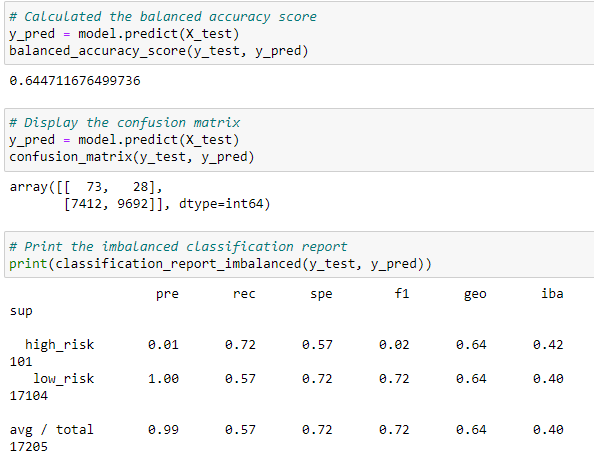 # Calculated the balanced accuracy score
y_pred = model.predict(X_test)
balanced_accuracy_score(y_test, y_pred)
0.644711676499736
# Display the confusion matrix
y_pred = model.predict(X_test)
confusion_matrix(y_test, y_pred)
array([[  73,   28],
       [7412, 9692]], dtype=int64)
# Print the imbalanced classification report
print(classification_report_imbalanced(y_test, y_pred))
                   pre       rec       spe        f1       geo       iba
sup
  high_risk       0.01      0.72      0.57      0.02      0.64      0.42
101
   low_risk       1.00      0.57      0.72      0.72      0.64      0.40
17104
avg / total       0.99      0.57      0.72      0.72      0.64      0.40
17205